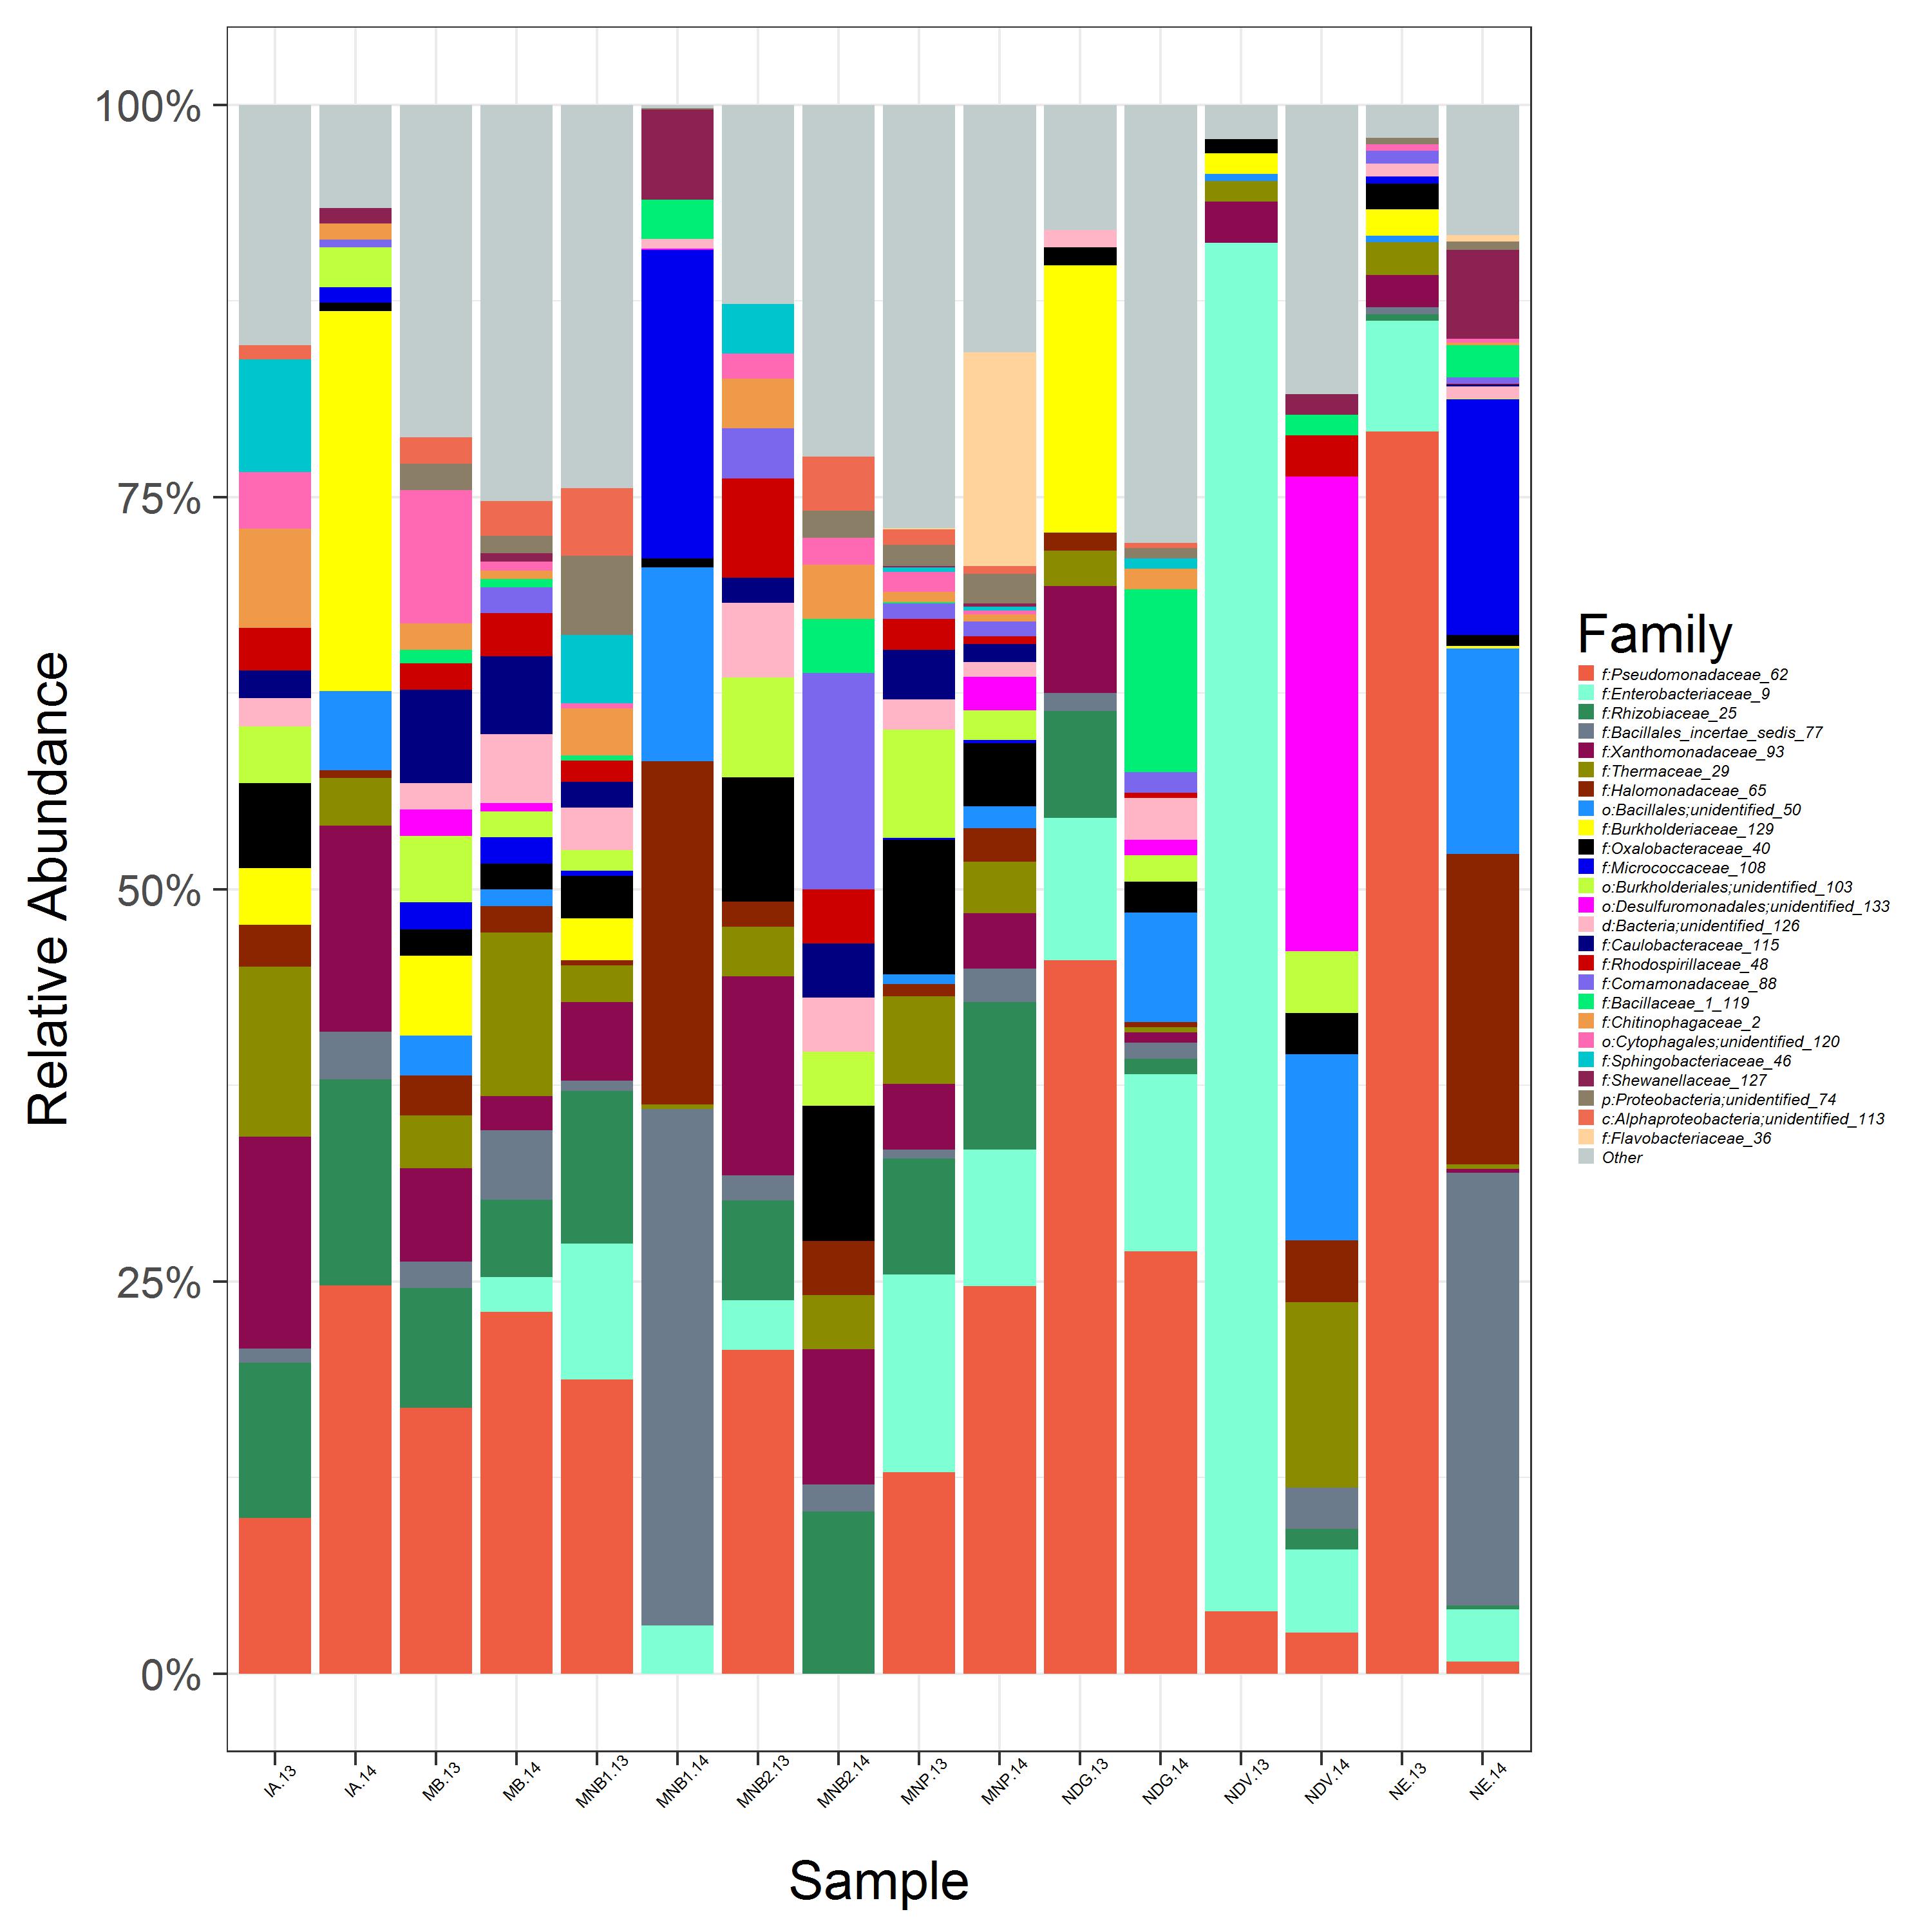 100%
75%
50%
25%
0%
Relative Abundance
IA.13
IA.14
MB.13
MB.14
MNB1.13
MNB1.14
MNB2.13
MNB2.14
MNP.13
MNP.14
NDG.13
NDG.14
NDV.13
NDV.14
NE.13
NE.14
Sample
Family
f:Pseudomonadaceae_62
f:Enterobacteriaceae_9
f:Rhizobiaceae_25
f:Bacillales_incertae_sedis_77
f:Xanthomonadaceae_93
f:Thermaceae_29
f:Halomonadaceae_65
o:Bacillales;unidentified_50
f:Burkholderiaceae_129
f:Oxalobacteraceae_40
f:Micrococcaceae_108
o:Burkholderiales;unidentified_103
o:Desulfuromonadales;unidentified_133
d:Bacteria;unidentified_126
f:Caulobacteraceae_115
f:Rhodospirillaceae_48
f:Comamonadaceae_88
f:Bacillaceae_1_119
f:Chitinophagaceae_2
o:Cytophagales;unidentified_120
f:Sphingobacteriaceae_46
f:Shewanellaceae_127
p:Proteobacteria;unidentified_74
c:Alphaproteobacteria;unidentified_113
f:Flavobacteriaceae_36
Other